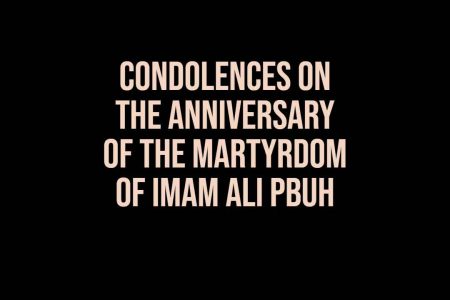 CONDOLENCES ON
THE ANNIVERSARY
OF THE MARTYRDOM
OF IMAM ALI PBUH